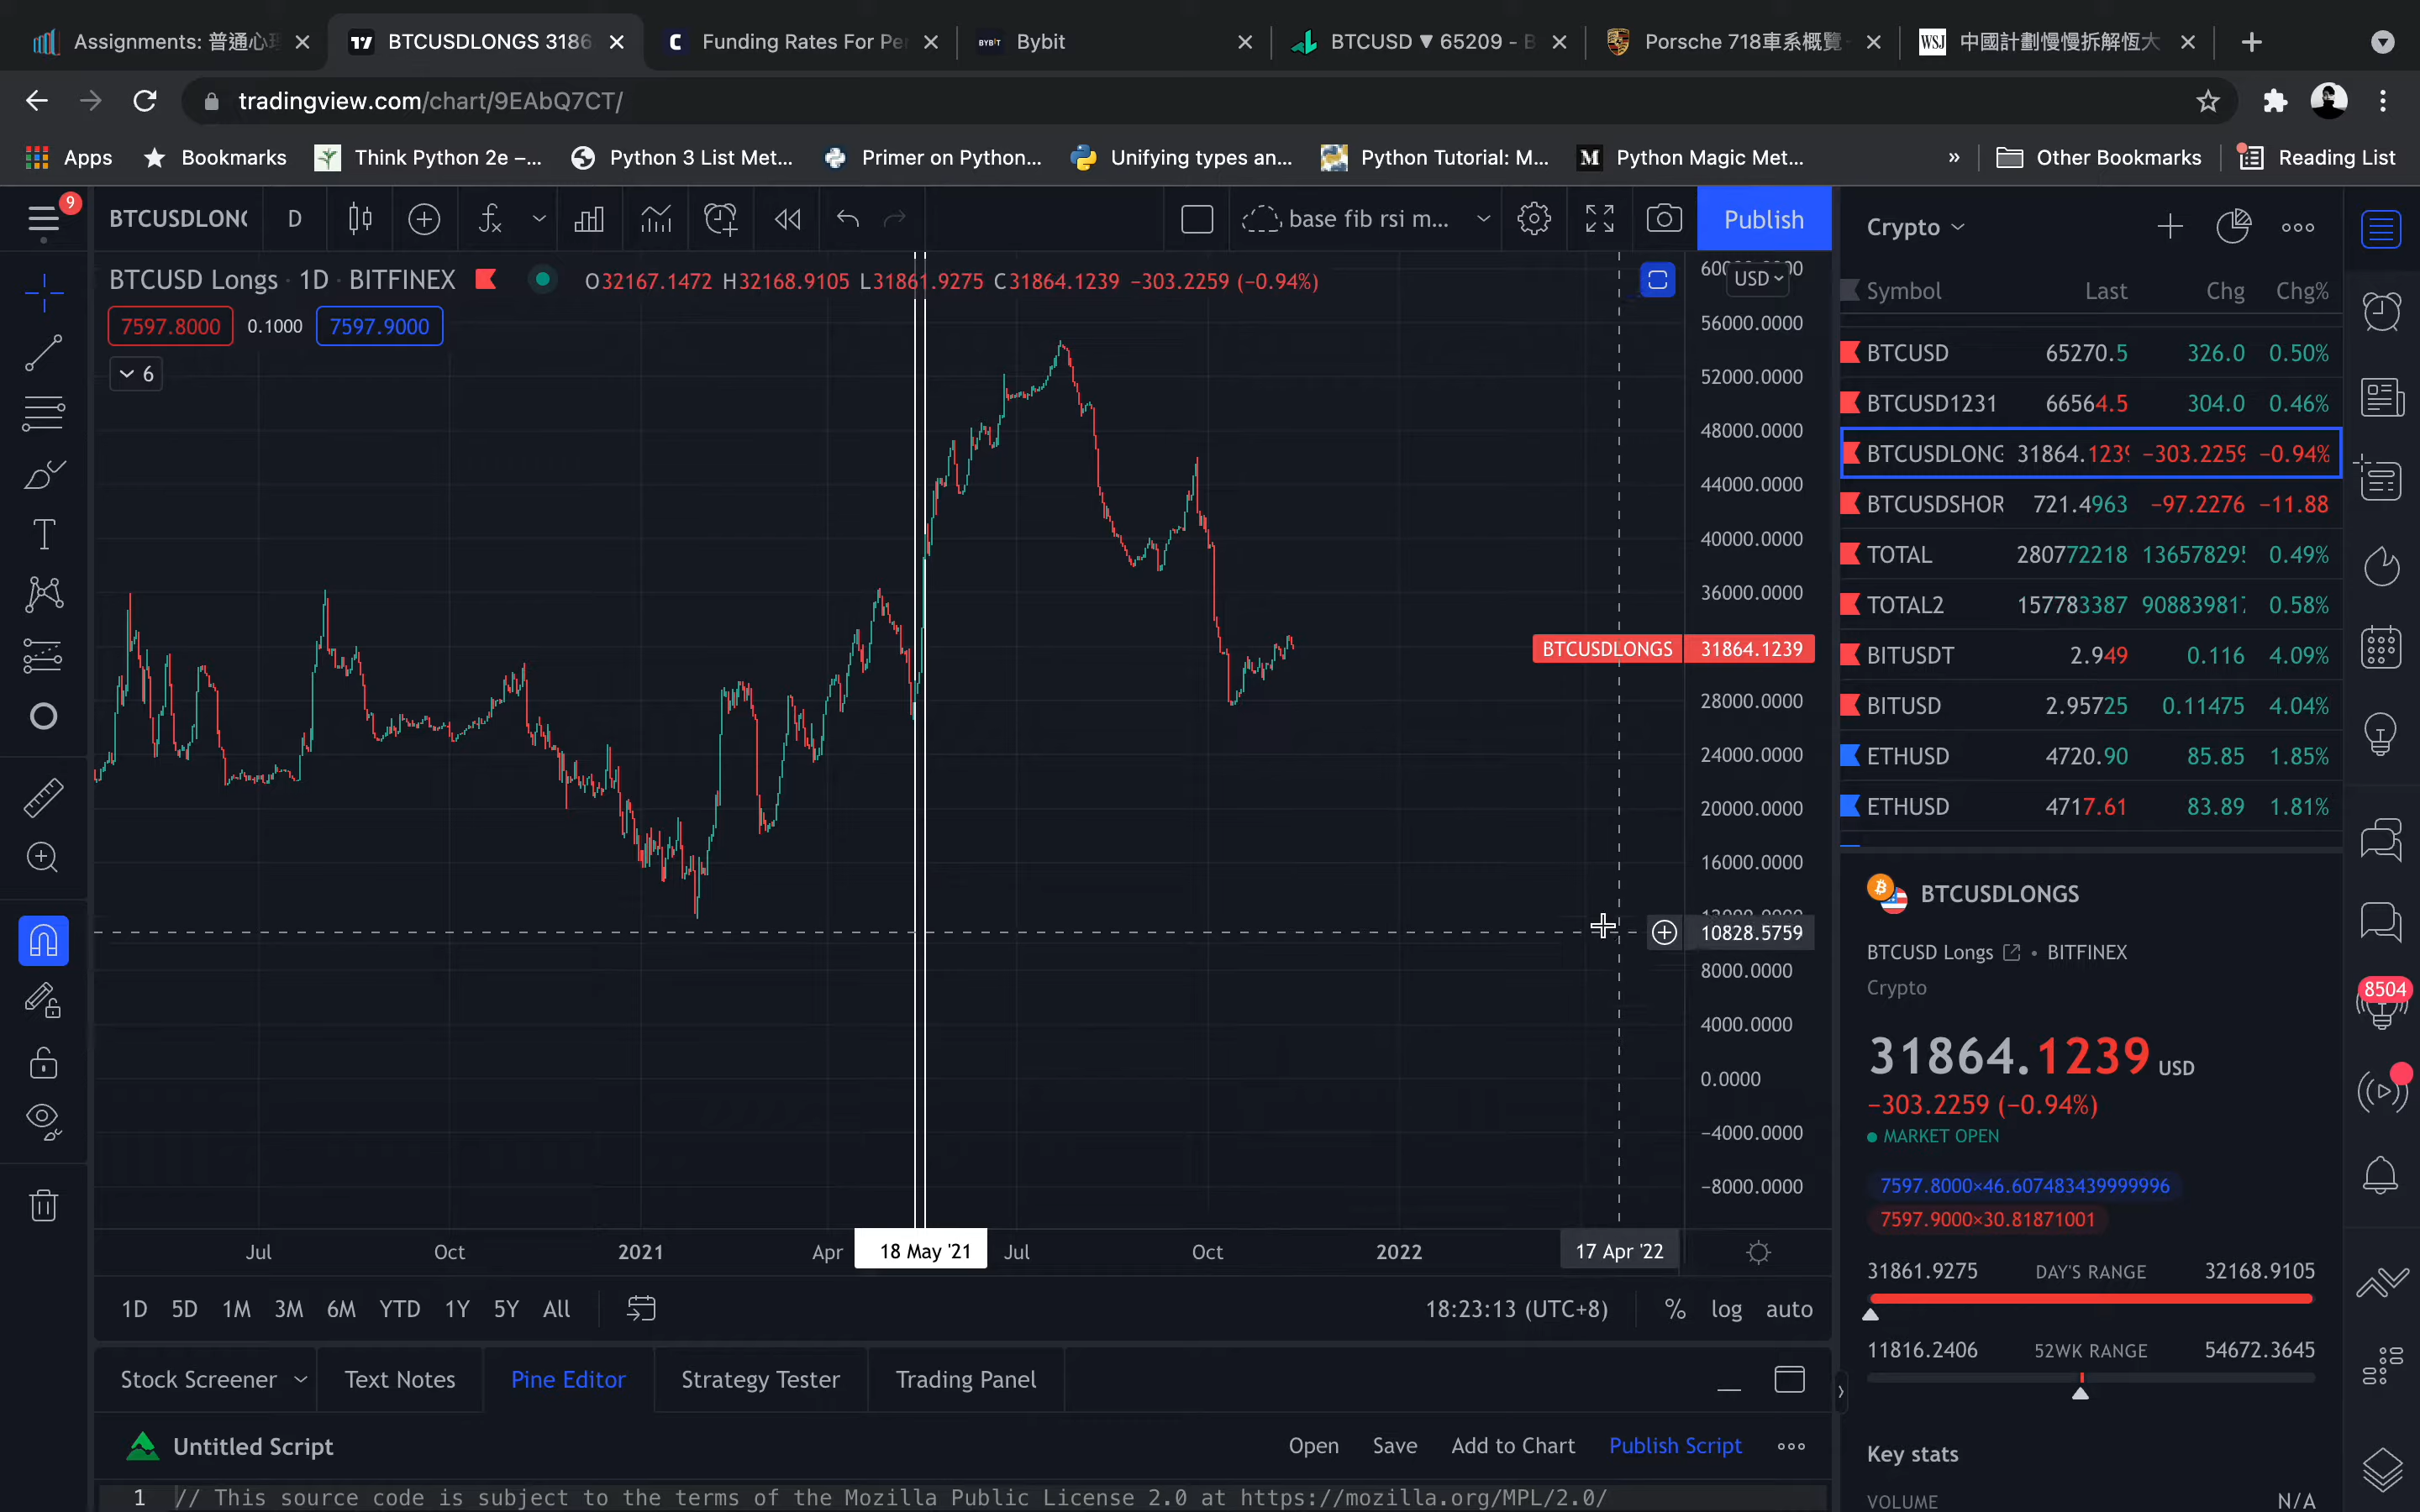 Assignments: 普通心理
BTCUSDLONGS 3186
Funding Rates For Per
Bybit
BTCUSD ▼ 65209 - B
Porsche 718車系概覽
WSJ 中國計劃慢慢拆解恆大
tradingview.com/chart/9EAbQ7CT/
Apps
Bookmarks
Think Python 2e –...
Python 3 List Met...
Primer on Python...
Unifying types an...
Python Tutorial: M...
Python Magic Met...
»
Other Bookmarks
Reading List
9
BTCUSDLONG
D
base fib rsi m...
Publish
BTCUSD Longs · 1D · BITFINEX
O32167.1472 H32168.9105 L31861.9275 C31864.1239 −303.2259 (−0.94%)
7597.8000 0.1000 7597.9000
6
USD
56000.0000
52000.0000
48000.0000
44000.0000
40000.0000
36000.0000
BTCUSDLONGS 31864.1239
28000.0000
24000.0000
20000.0000
16000.0000
10828.5759
8000.0000
4000.0000
0.0000
−4000.0000
−8000.0000
Jul Oct 2021 Apr 18 May '21 Jul Oct 2022 17 Apr '22
1D 5D 1M 3M 6M YTD 1Y 5Y All
18:23:13 (UTC+8) % log auto
Stock Screener Text Notes Pine Editor Strategy Tester Trading Panel
Untitled Script
Open Save Add to Chart Publish Script
1 // This source code is subject to the terms of the Mozilla Public License 2.0 at https://mozilla.org/MPL/2.0/
Crypto
Symbol Last Chg Chg%
BTCUSD 65270.5 326.0 0.50%
BTCUSD1231 66564.5 304.0 0.46%
BTCUSDLONG 31864.1239 −303.2259 −0.94%
BTCUSDSHOR 721.4963 −97.2276 −11.88
TOTAL 280772218 136578295 0.49%
TOTAL2 157783387 908839817 0.58%
BITUSDT 2.949 0.116 4.09%
BITUSD 2.95725 0.11475 4.04%
ETHUSD 4720.90 85.85 1.85%
ETHUSD 4717.61 83.89 1.81%
BTCUSDLONGS
BTCUSD Longs • BITFINEX
Crypto
31864.1239 USD
−303.2259 (−0.94%)
MARKET OPEN
7597.8000×46.607483439999996
7597.9000×30.81871001
31861.9275 DAY'S RANGE 32168.9105
11816.2406 52WK RANGE 54672.3645
Key stats
VOLUME N/A
8504